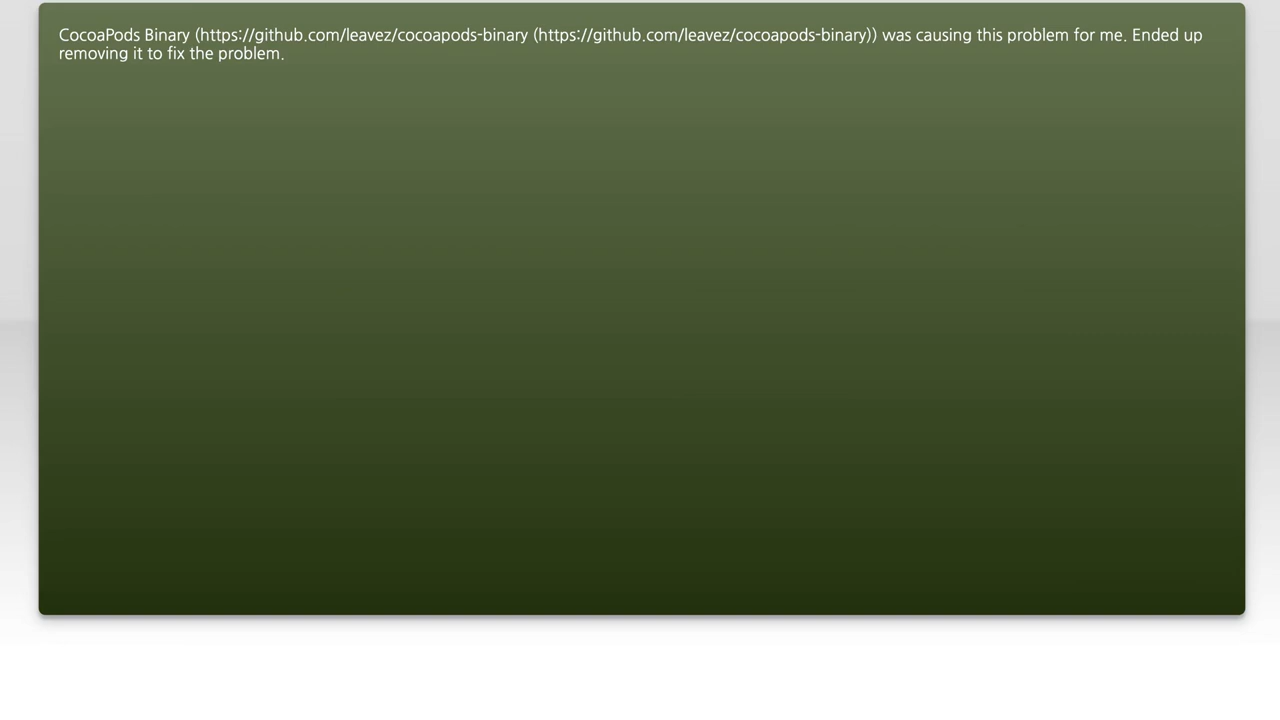 CocoaPods Binary (https://github.com/leavez/cocoapods-binary (https://github.com/leavez/cocoapods-binary)) was causing this problem for me. Ended up
removing it to fix the problem.